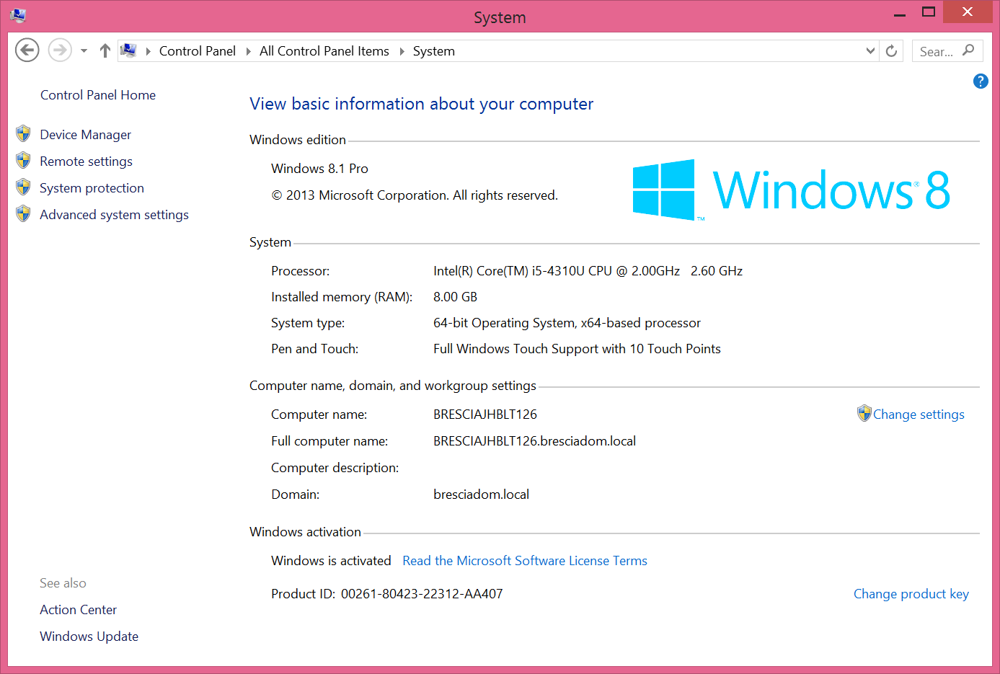 System
Control Panel All Control Panel Items System Sear...
?
Control Panel Home
Device Manager
Remote settings
System protection
Advanced system settings
View basic information about your computer
Windows edition
Windows 8.1 Pro
© 2013 Microsoft Corporation. All rights reserved.
™ Windows® 8
System
Processor: Intel(R) Core(TM) i5-4310U CPU @ 2.00GHz 2.60 GHz
Installed memory (RAM): 8.00 GB
System type: 64-bit Operating System, x64-based processor
Pen and Touch: Full Windows Touch Support with 10 Touch Points
Computer name, domain, and workgroup settings
Computer name: BRESCIAJHBLT126 Change settings
Full computer name: BRESCIAJHBLT126.bresciadom.local
Computer description:
Domain: bresciadom.local
Windows activation
Windows is activated Read the Microsoft Software License Terms
Product ID: 00261-80423-22312-AA407 Change product key
See also
Action Center
Windows Update